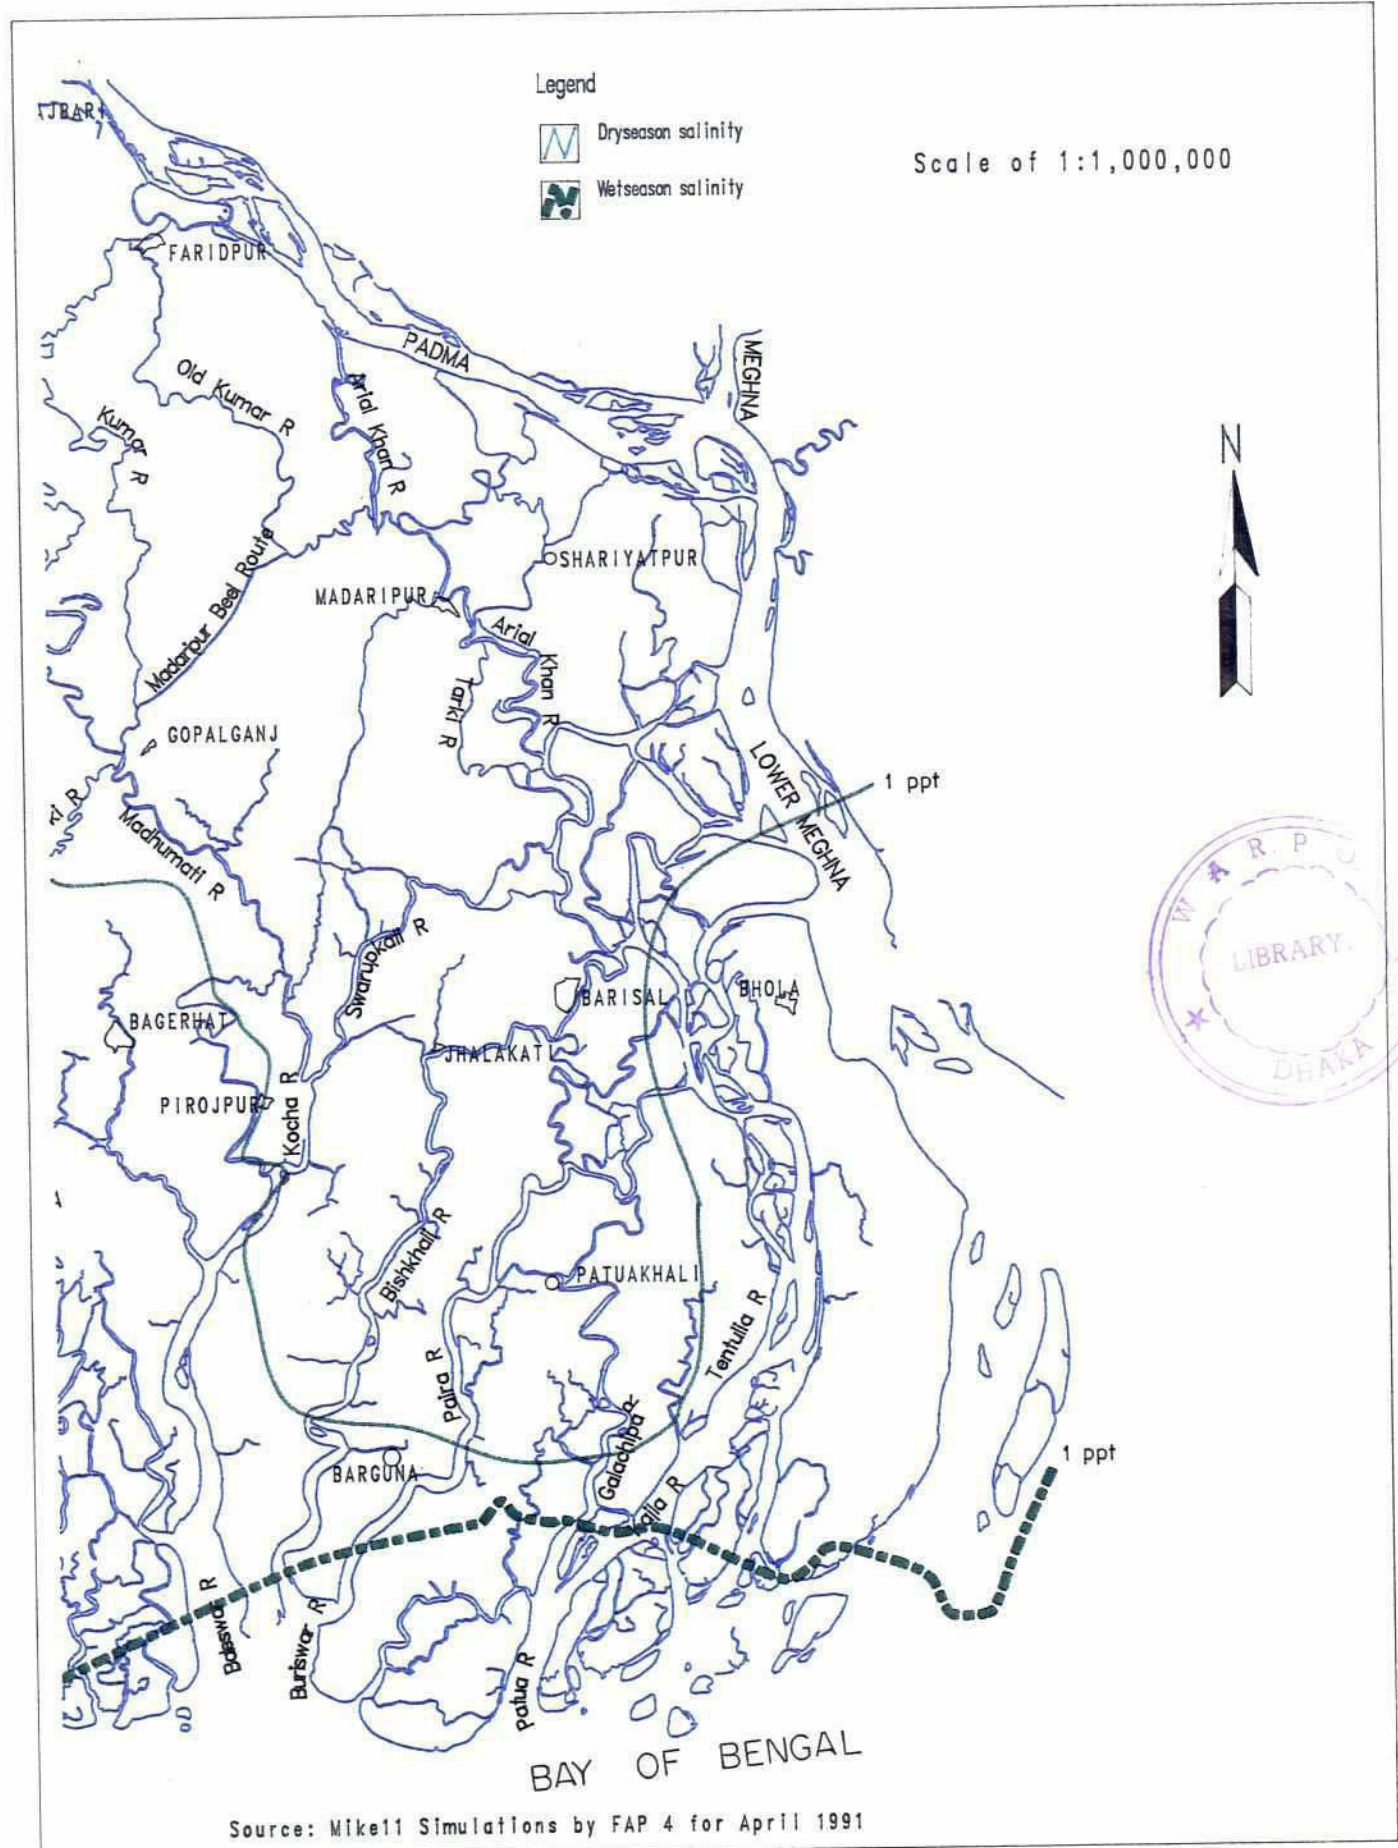 Legend
Dryseason salinity
Wetseason salinity
Scale of 1:1,000,000
FARIDPUR
PADMA
MEGHNA
Old Kumar R
Arial Khan R
Kumar R
N
Madaripur Beel Route
SHARIYATPUR
MADARIPUR
Arial Khan R
Tarki R
GOPALGANJ
LOWER MEGHNA
1 ppt
Madhumati R
WARPO
LIBRARY.
DHAKA
Swarupkati R
BARISAL
BHOLA
BAGERHAT
JHALAKATI
PIROJPUR
Kocha R
Bishkhali R
PATUAKHALI
Tentulia R
Paira R
Galachipa R
BARGUNA
1 ppt
R
Buriswar R
Patua R
BAY OF BENGAL
Source: Mike11 Simulations by FAP 4 for April 1991